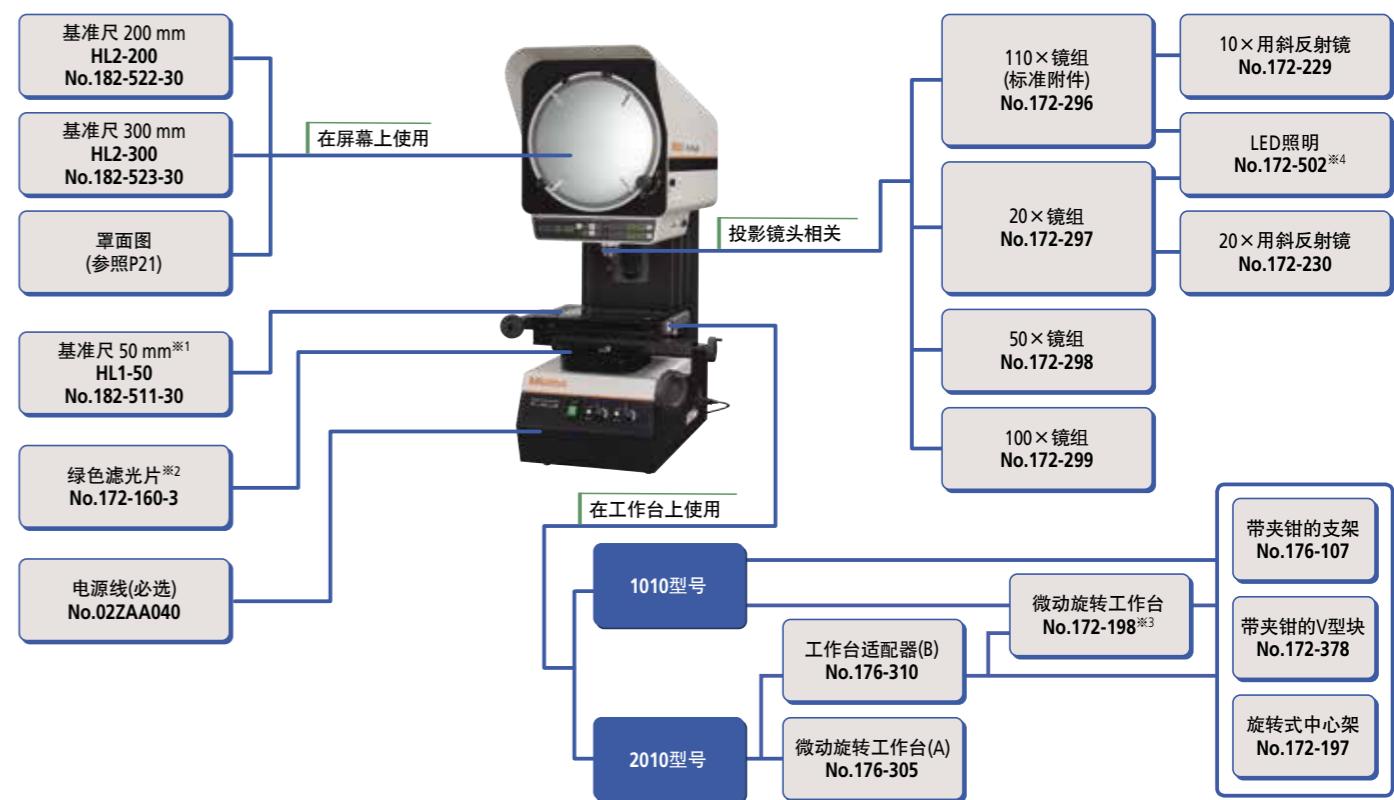 基准尺 200 mm
HL2-200
No.182-522-30
基准尺 300 mm
HL2-300
No.182-523-30
罩面图
(参照P21)
基准尺 50 mm※1
HL1-50
No.182-511-30
绿色滤光片※2
No.172-160-3
电源线(必选)
No.02ZAA040
在屏幕上使用
投影镜头相关
在工作台上使用
Mitutoyo
110×镜组
(标准附件)
No.172-296
20×镜组
No.172-297
50×镜组
No.172-298
100×镜组
No.172-299
10×用斜反射镜
No.172-229
LED照明
No.172-502※4
20×用斜反射镜
No.172-230
1010型号
2010型号
工作台适配器(B)
No.176-310
微动旋转工作台(A)
No.176-305
微动旋转工作台
No.172-198※3
带夹钳的支架
No.176-107
带夹钳的V型块
No.172-378
旋转式中心架
No.172-197